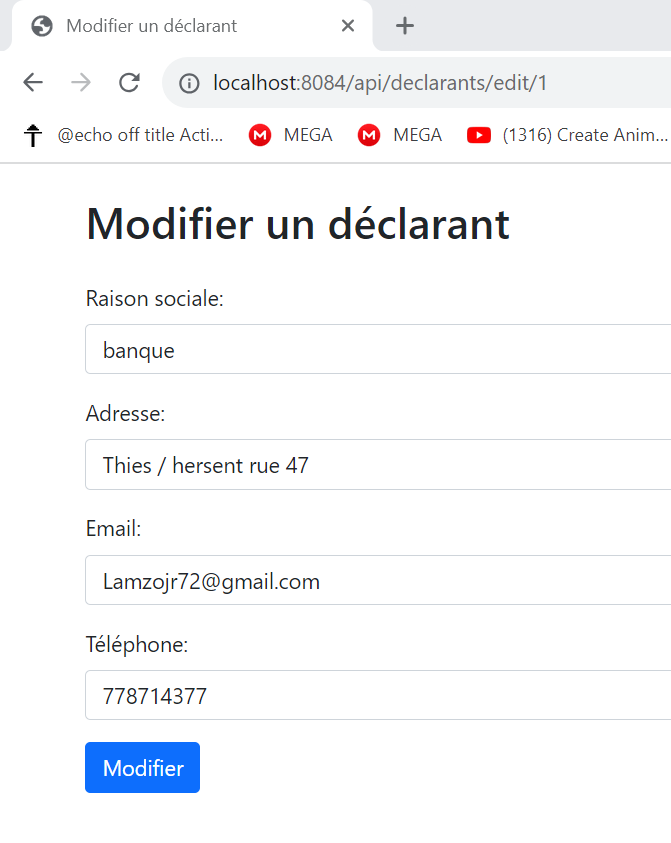 Modifier un déclarant
localhost:8084/api/declarants/edit/1
@echo off title Acti... MEGA MEGA (1316) Create Anim...
Modifier un déclarant
Raison sociale:
banque
Adresse:
Thies / hersent rue 47
Email:
Lamzojr72@gmail.com
Téléphone:
778714377
Modifier